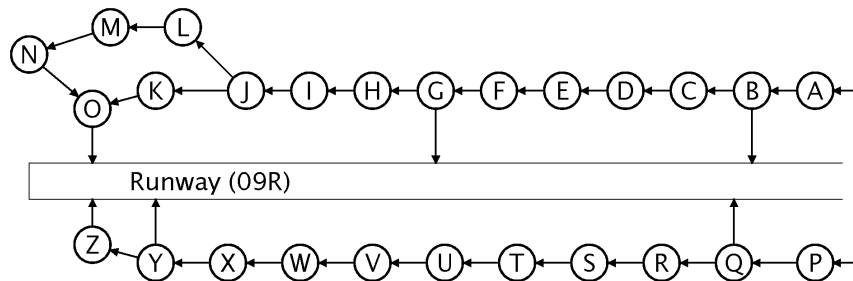 M L
N
K J I H G F E D C B A
O
Runway (09R)
Z Y X W V U T S R Q P